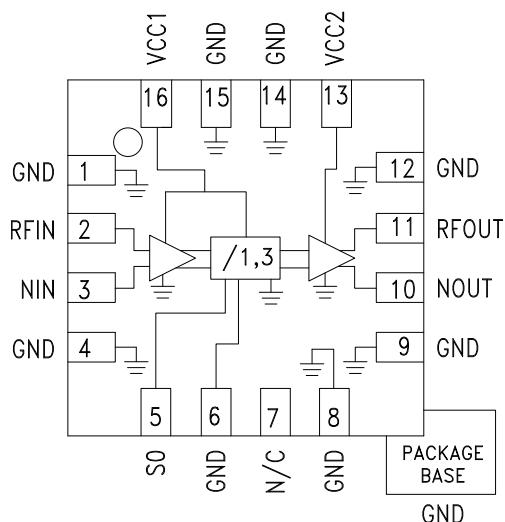 VCC1 GND GND VCC2
16 15 14 13
GND 1
12 GND
RFIN 2
11 RFOUT
/1,3
NIN 3
10 NOUT
GND 4
9 GND
5 6 7 8
S0 GND N/C GND
PACKAGE
BASE
GND